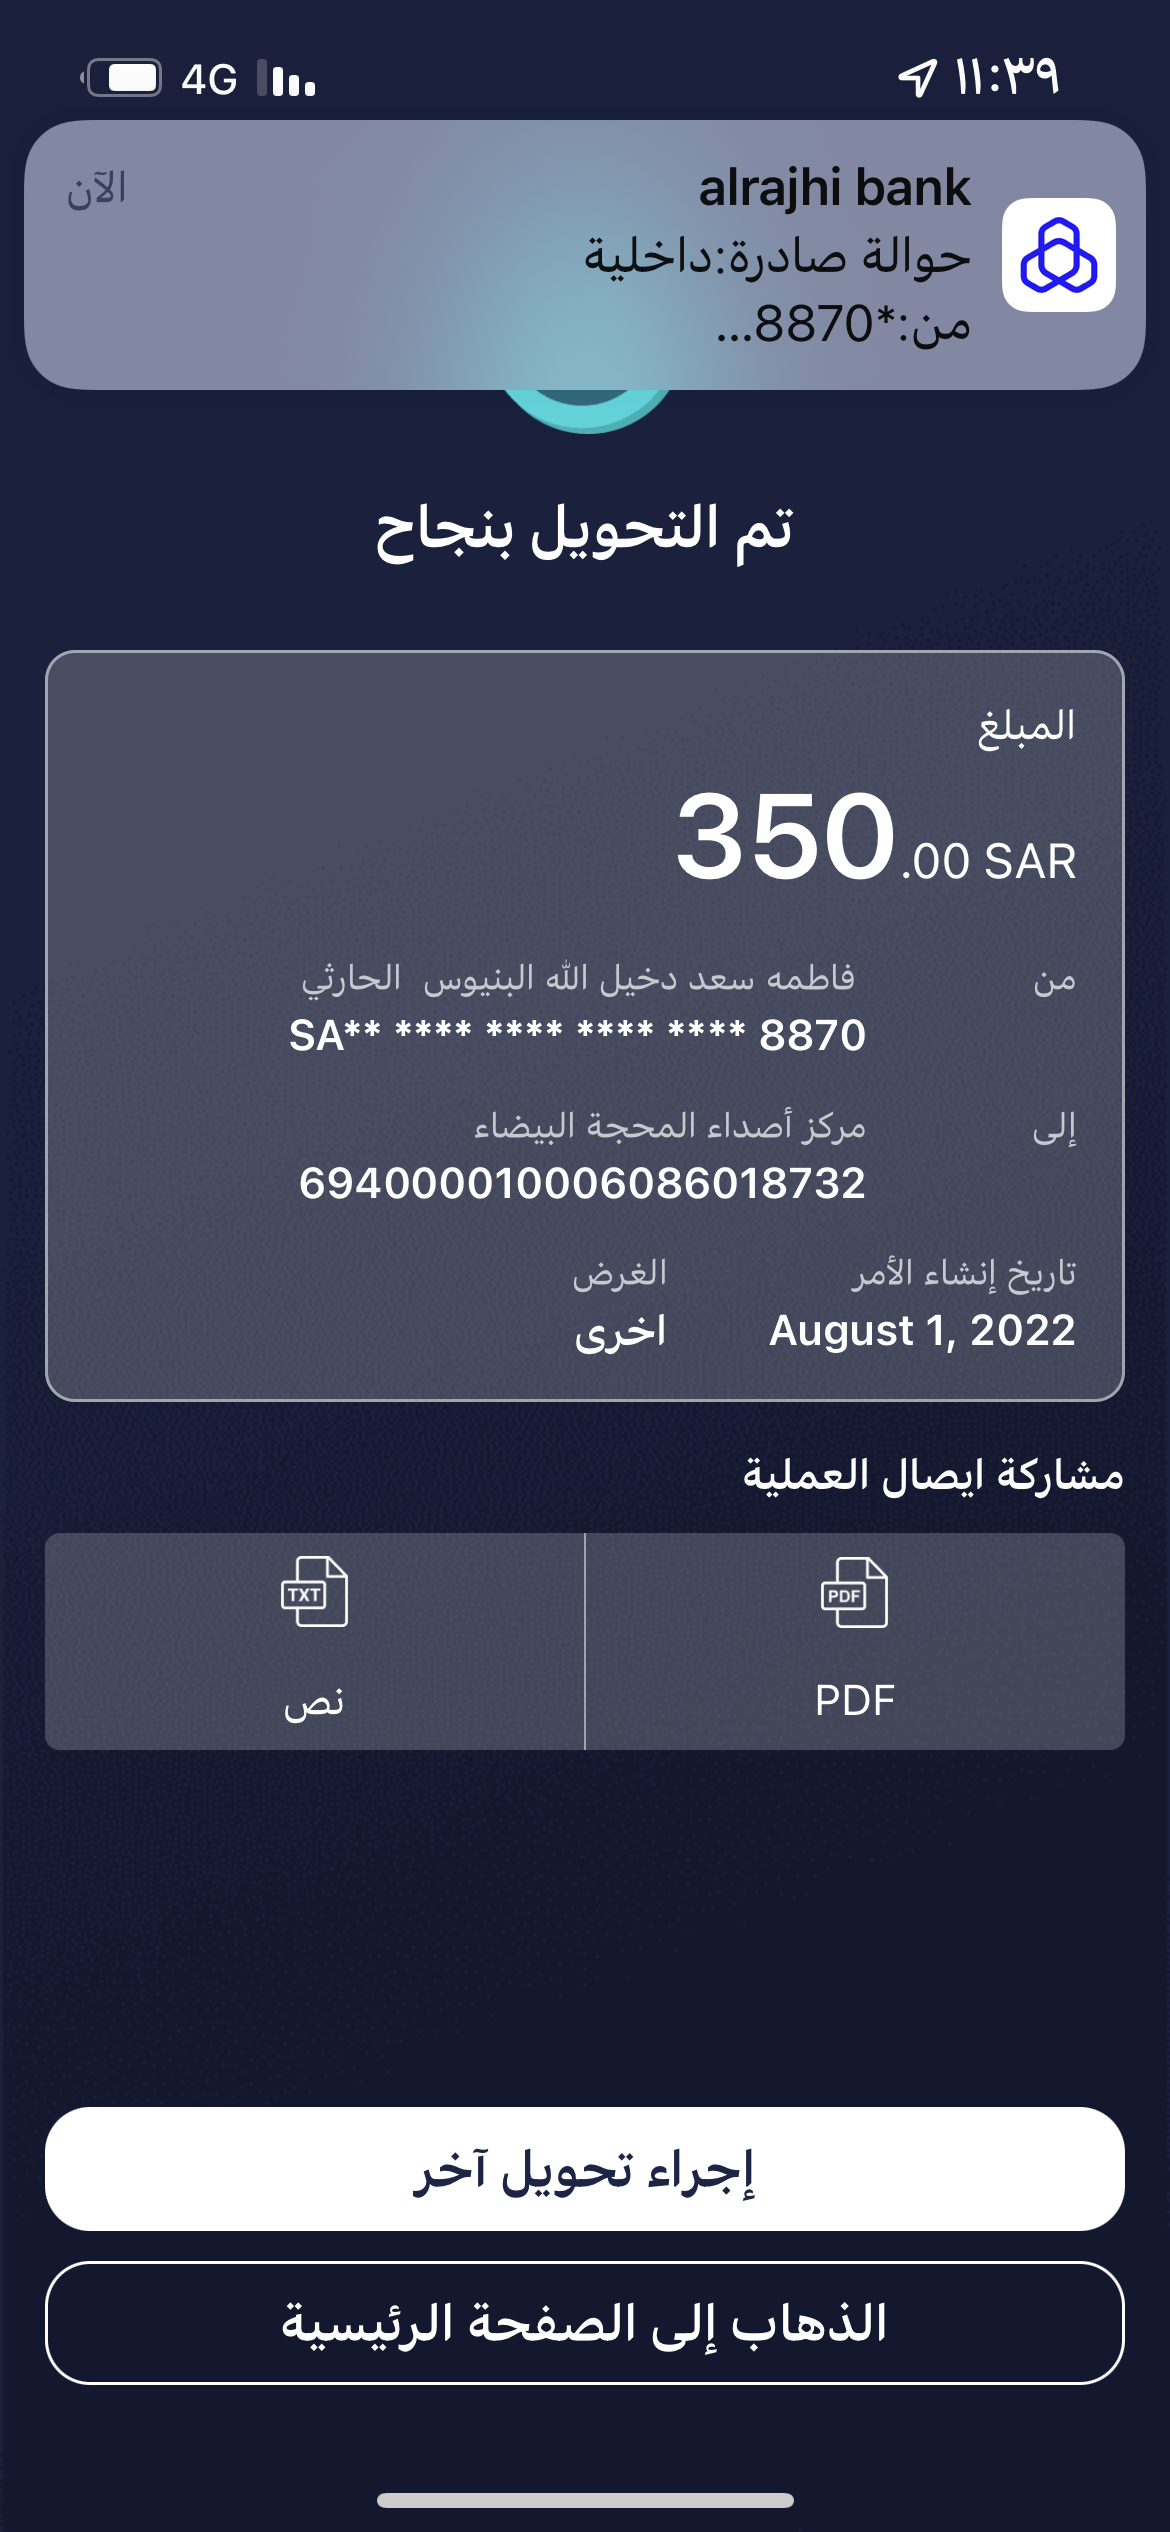 ١١:٣٩
4G
alrajhi bank
الآن
حوالة صادرة:داخلية
من:*8870...
تم التحويل بنجاح
المبلغ
350.00 SAR
من
فاطمه سعد دخيل الله البنيوس الحارثي
SA** **** **** **** **** 8870
إلى
مركز أصداء المحجة البيضاء
694000010006086018732
تاريخ إنشاء الأمر
August 1, 2022
الغرض
اخرى
مشاركة ايصال العملية
PDF
PDF
TXT
نص
إجراء تحويل آخر
الذهاب إلى الصفحة الرئيسية